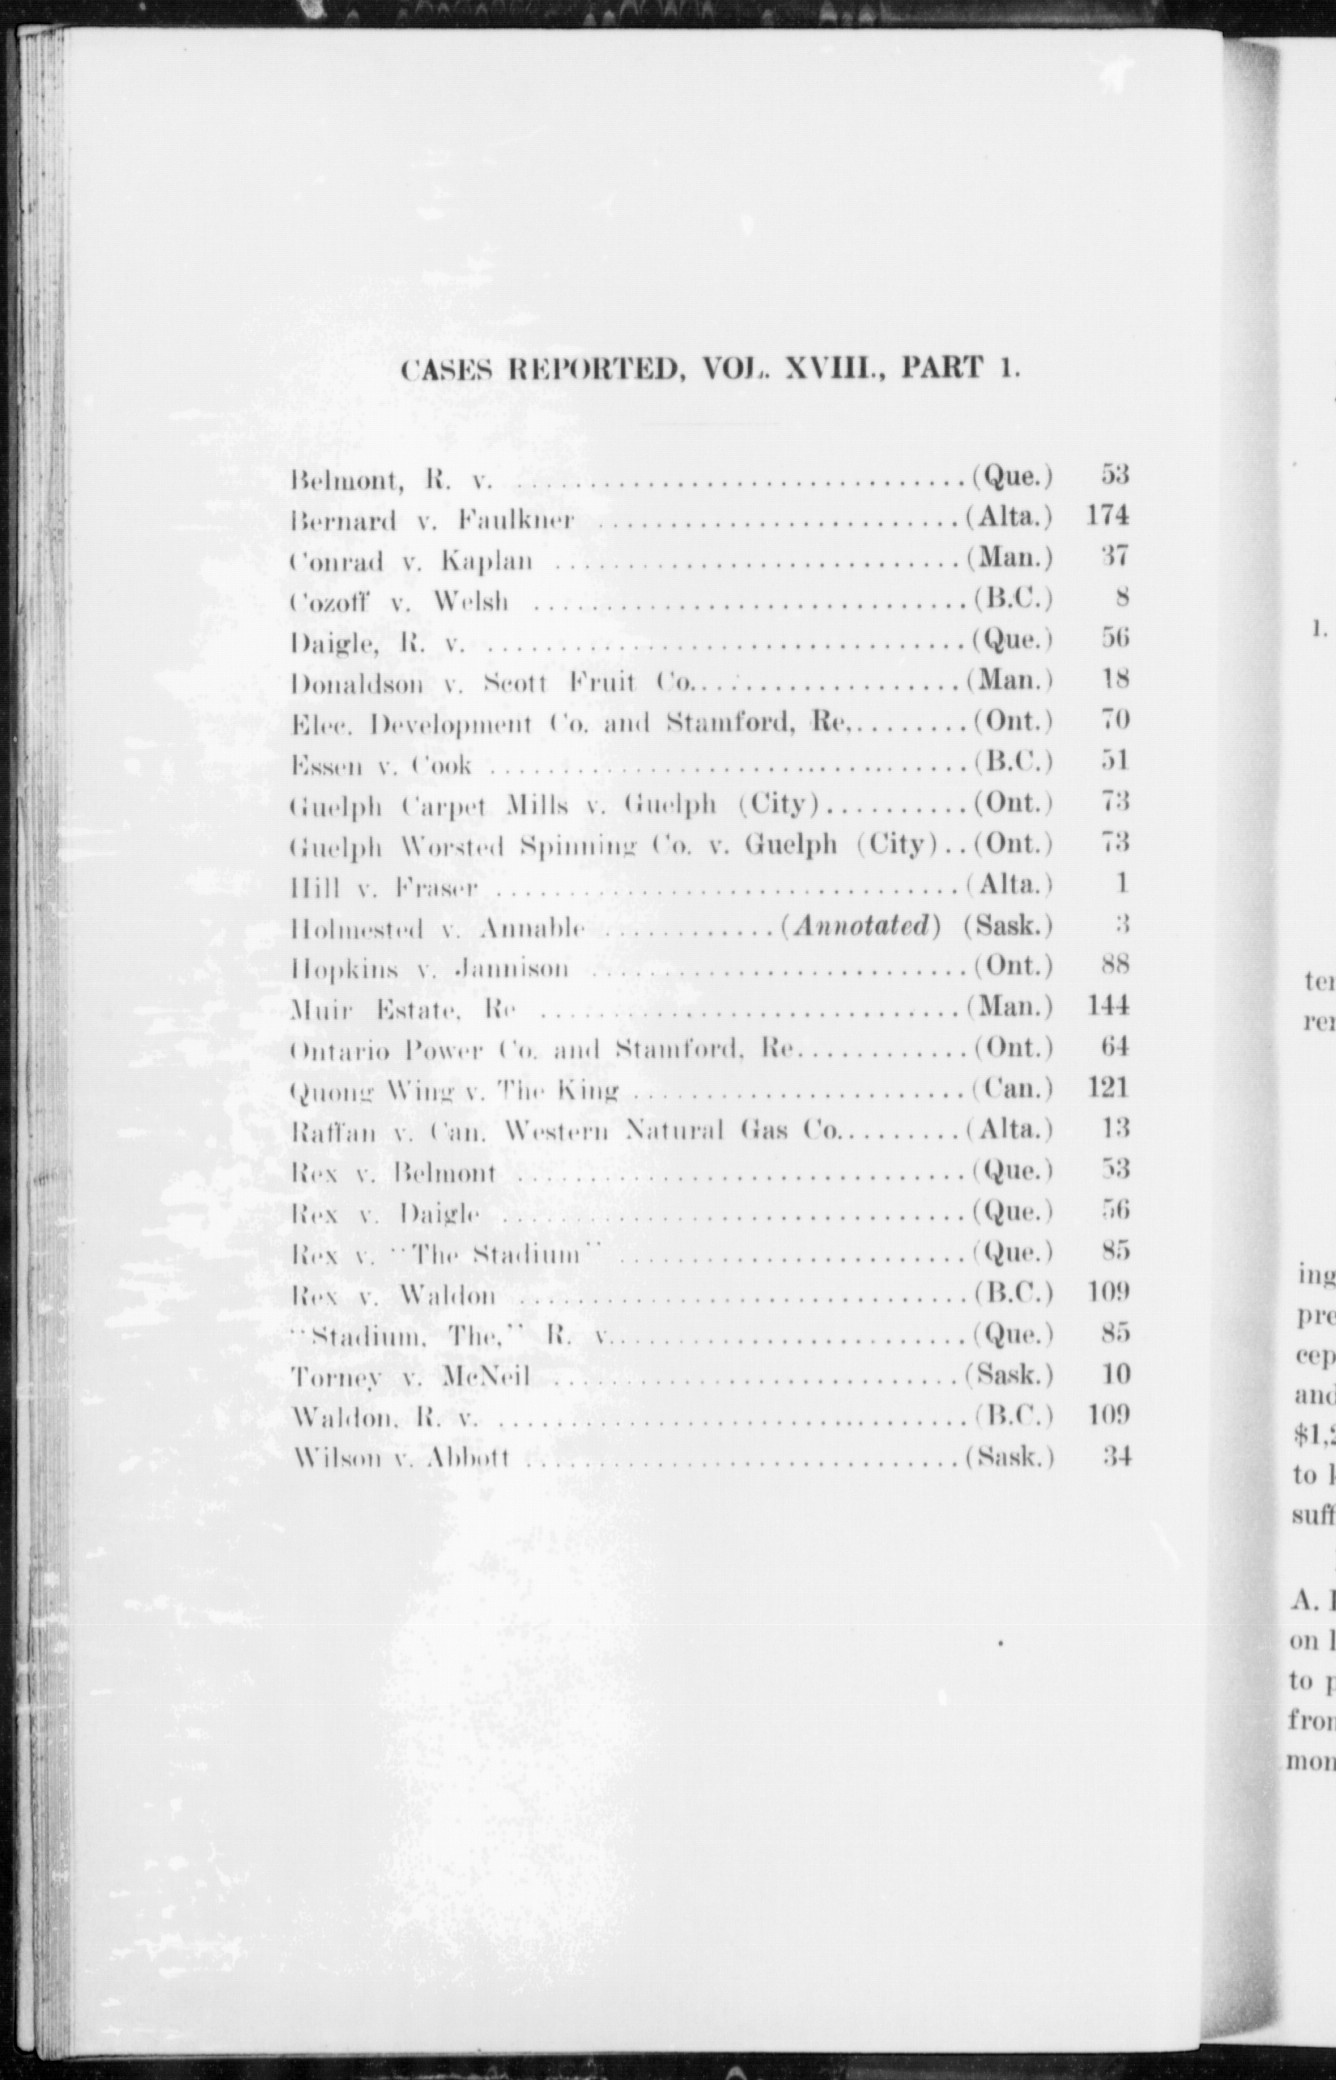 CASES REPORTED, VOL. XVIII., PART 1.
Belmont, R. v. ................................(Que.) 53
Bernard v. Faulkner ..........................(Alta.) 174
Conrad v. Kaplan .............................(Man.) 37
Cozoff v. Welsh ..............................(B.C.) 8
Daigle, R. v. .................................(Que.) 56
Donaldson v. Scott Fruit Co...................(Man.) 18
Elec. Development Co. and Stamford, Re.........(Ont.) 70
Essen v. Cook .................................(B.C.) 51
Guelph Carpet Mills v. Guelph (City)..........(Ont.) 73
Guelph Worsted Spinning Co. v. Guelph (City)..(Ont.) 73
Hill v. Fraser ................................(Alta.) 1
Holmested v. Annable ............(Annotated) (Sask.) 3
Hopkins v. Jannison ..........................(Ont.) 88
Muir Estate, Re ..............................(Man.) 144
Ontario Power Co. and Stamford, Re............(Ont.) 64
Quong Wing v. The King .......................(Can.) 121
Raffan v. Can. Western Natural Gas Co.........(Alta.) 13
Rex v. Belmont ...............................(Que.) 53
Rex v. Daigle ................................(Que.) 56
Rex v. "The Stadium" ........................(Que.) 85
Rex v. Waldon ...............................(B.C.) 109
"Stadium, The," R. v.........................(Que.) 85
Torney v. McNeil ............................(Sask.) 10
Waldon, R. v. ................................(B.C.) 109
Wilson v. Abbott ..............................(Sask.) 34
1.
ing
and
to
on
to